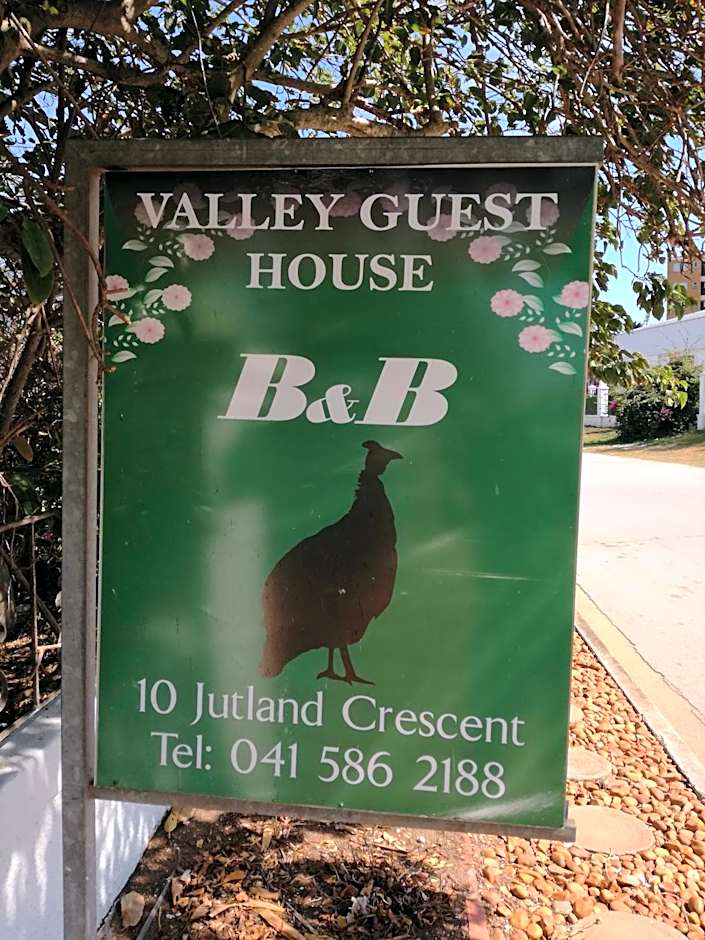 VALLEY GUEST
HOUSE
B&B
10 Jutland Crescent
Tel: 041 586 2188